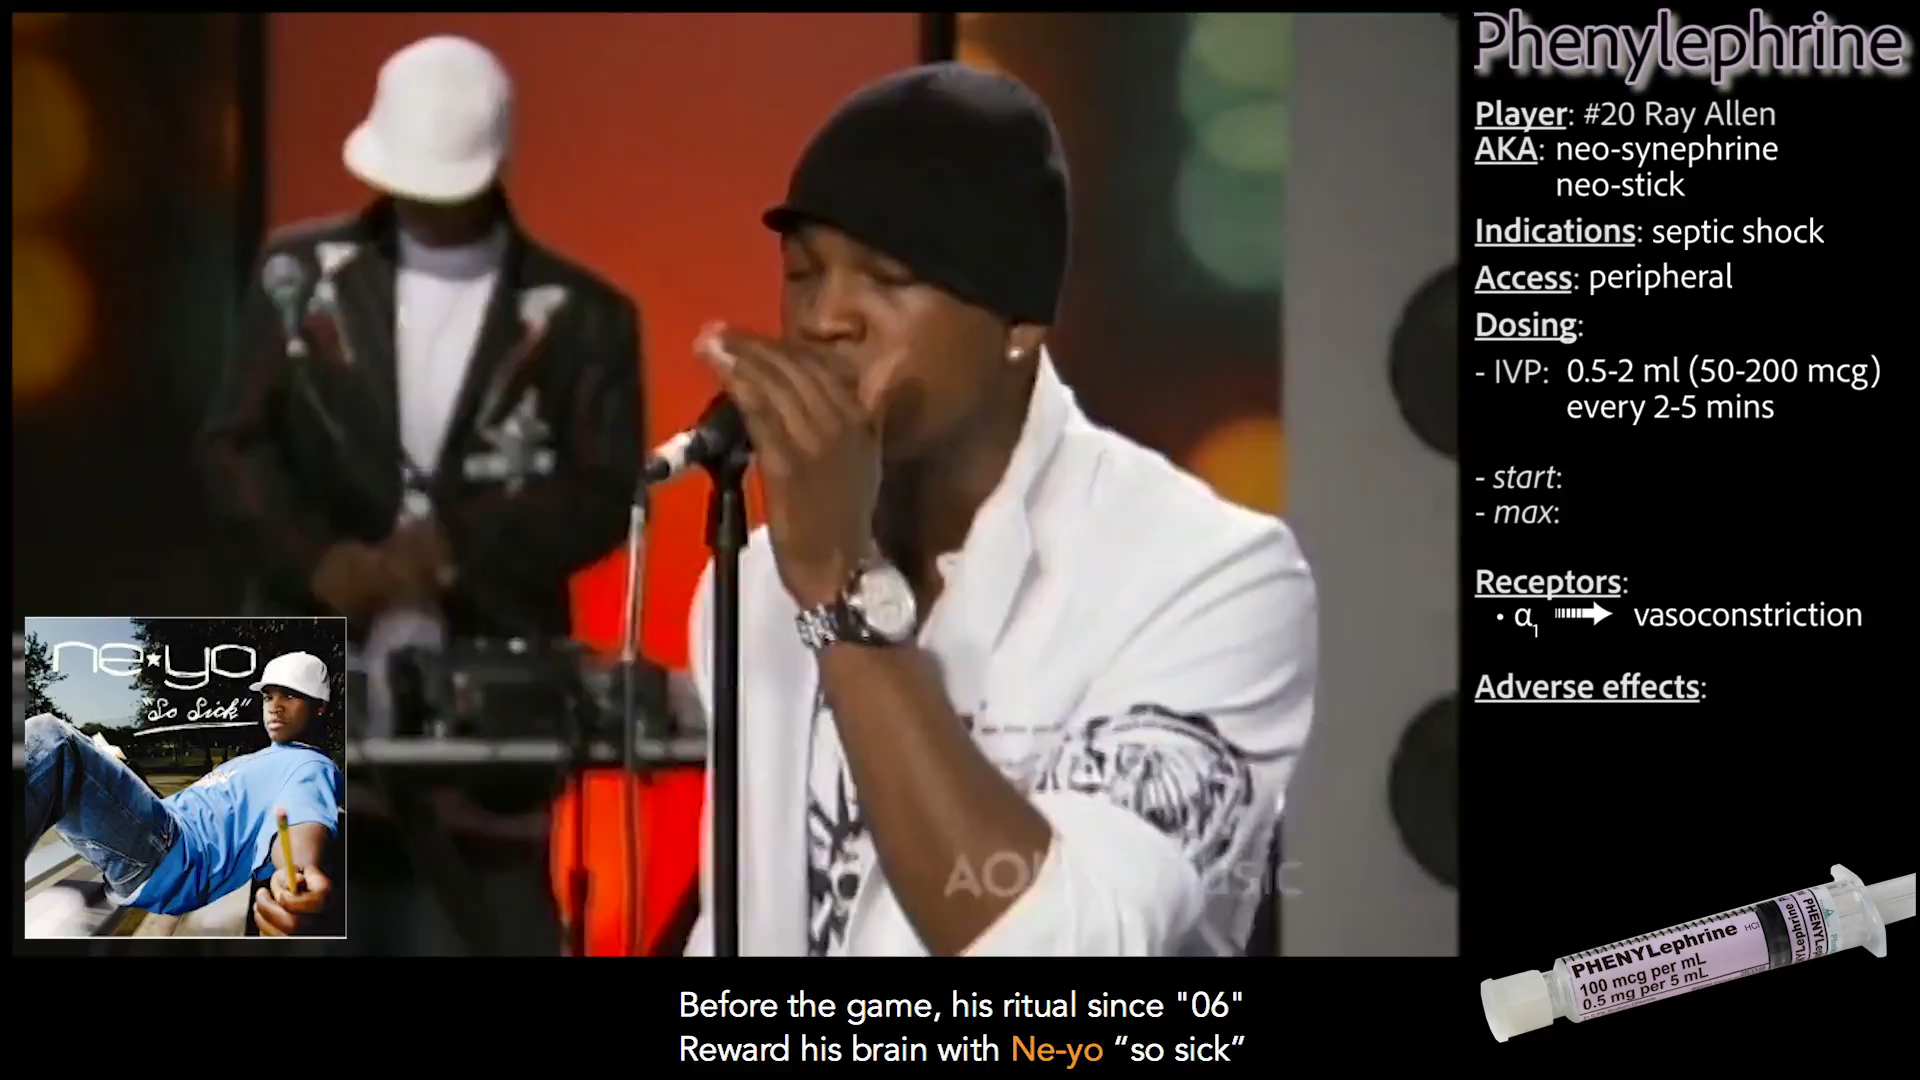 Phenylephrine
Player: #20 Ray Allen
AKA: neo-synephrine
neo-stick
Indications: septic shock
Access: peripheral
Dosing:
- IVP: 0.5-2 ml (50-200 mcg)
every 2-5 mins
- start:
- max:
Receptors:
• α₁ vasoconstriction
Adverse effects:
ne★yo
"So Sick"
PHENYLephrine HCl
100 mcg per mL
0.5 mg per 5 mL
Before the game, his ritual since "06"
Reward his brain with Ne-yo “so sick”